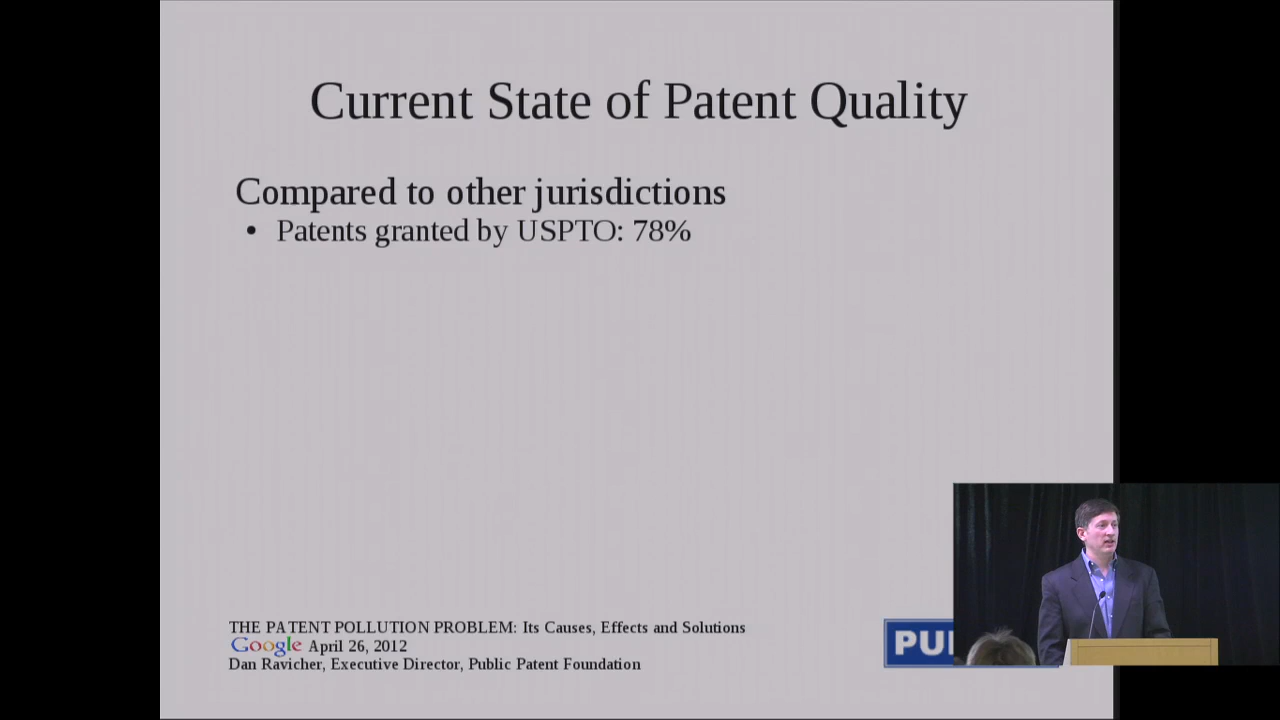 Current State of Patent Quality
Compared to other jurisdictions
• Patents granted by USPTO: 78%
THE PATENT POLLUTION PROBLEM: Its Causes, Effects and Solutions
Google April 26, 2012
Dan Ravicher, Executive Director, Public Patent Foundation
PU